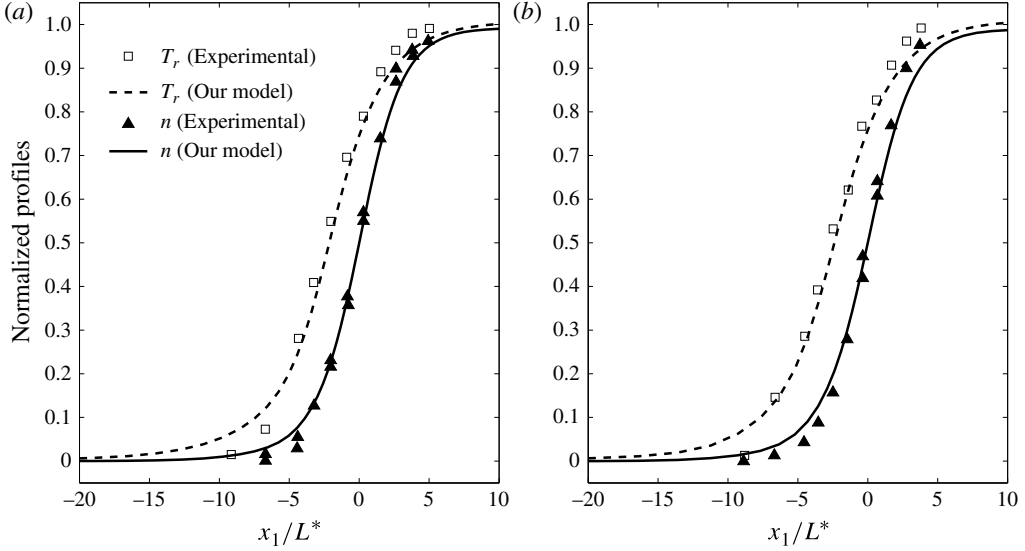 (a)
1.0
0.9
0.8
0.7
0.6
0.5
0.4
0.3
0.2
0.1
0
Normalized profiles
T_r (Experimental)
T_r (Our model)
n (Experimental)
n (Our model)
−20 −15 −10 −5 0 5 10
x_1/L*
(b)
1.0
0.9
0.8
0.7
0.6
0.5
0.4
0.3
0.2
0.1
0
−20 −15 −10 −5 0 5 10
x_1/L*